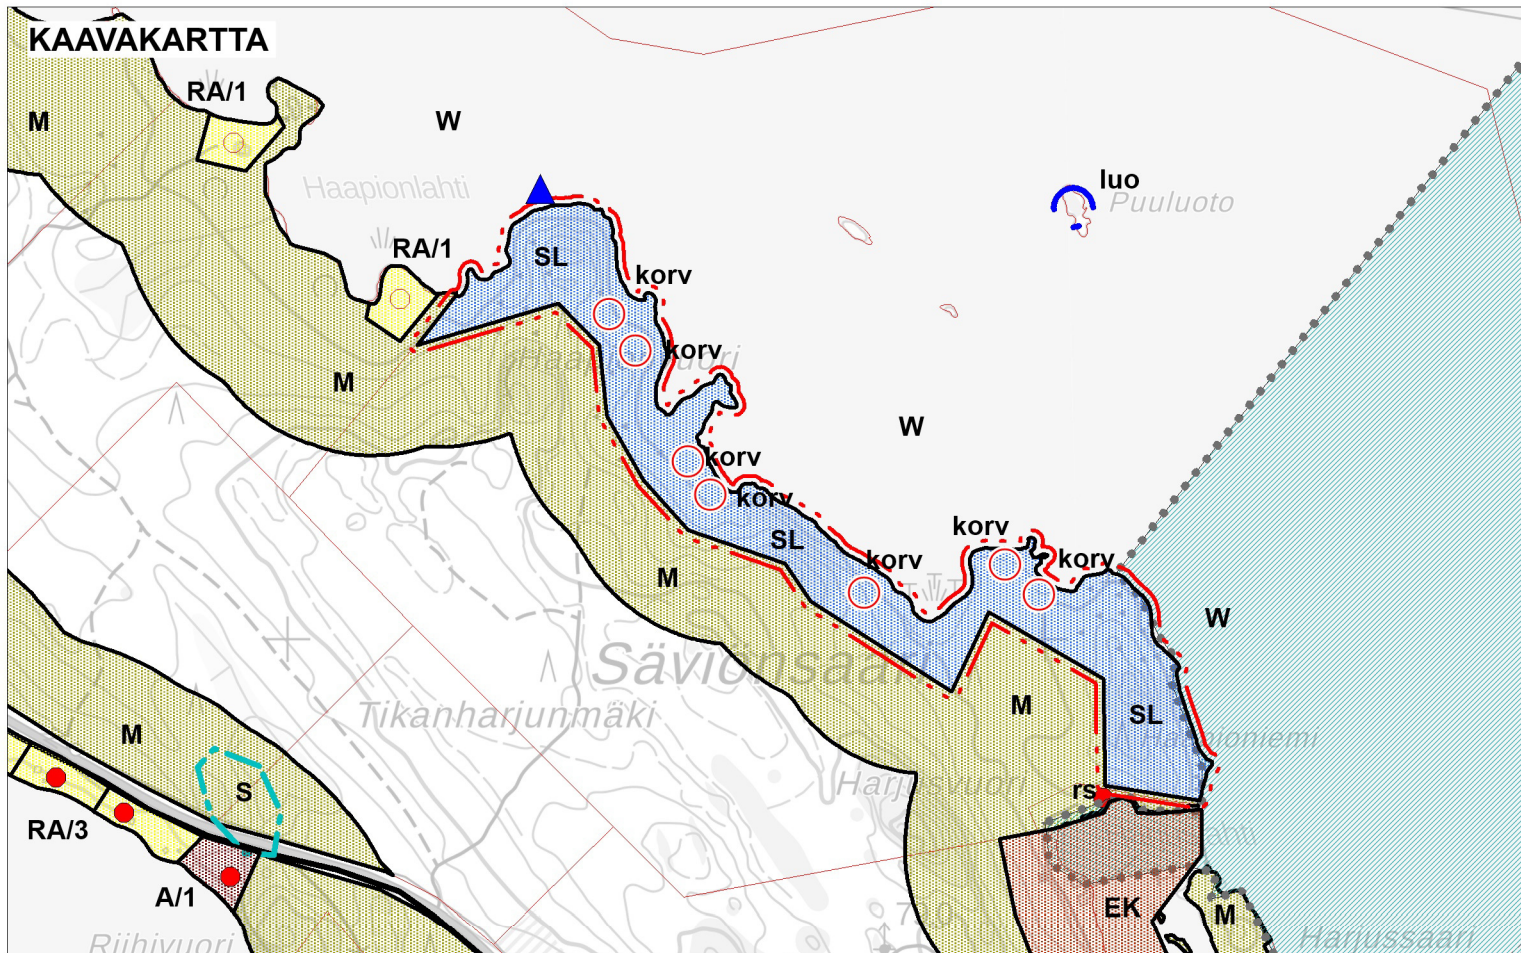 KAAVAKARTTA
RA/1
M
W
luo
Puuluoto
Haapionlahti
RA/1
SL
korv
korv
M
W
korv
korv
SL
korv
korv
korv
M
W
Säviönsaari
Tikanharjunmäki
M
SL
M
Haapioniemi
Harjusvuori
S
rs
RA/3
A/1
EK
M
Riihivuori
Harjussaari